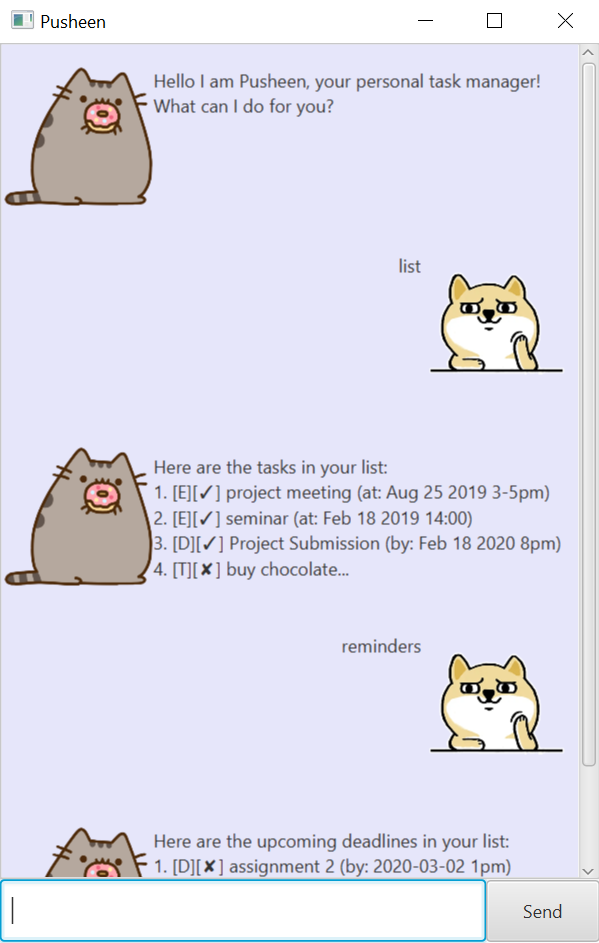 Pusheen
Hello I am Pusheen, your personal task manager!
What can I do for you?
list
Here are the tasks in your list:
1. [E][✓] project meeting (at: Aug 25 2019 3-5pm)
2. [E][✓] seminar (at: Feb 18 2019 14:00)
3. [D][✓] Project Submission (by: Feb 18 2020 8pm)
4. [T][✘] buy chocolate...
reminders
Here are the upcoming deadlines in your list:
1. [D][✘] assignment 2 (by: 2020-03-02 1pm)
Send